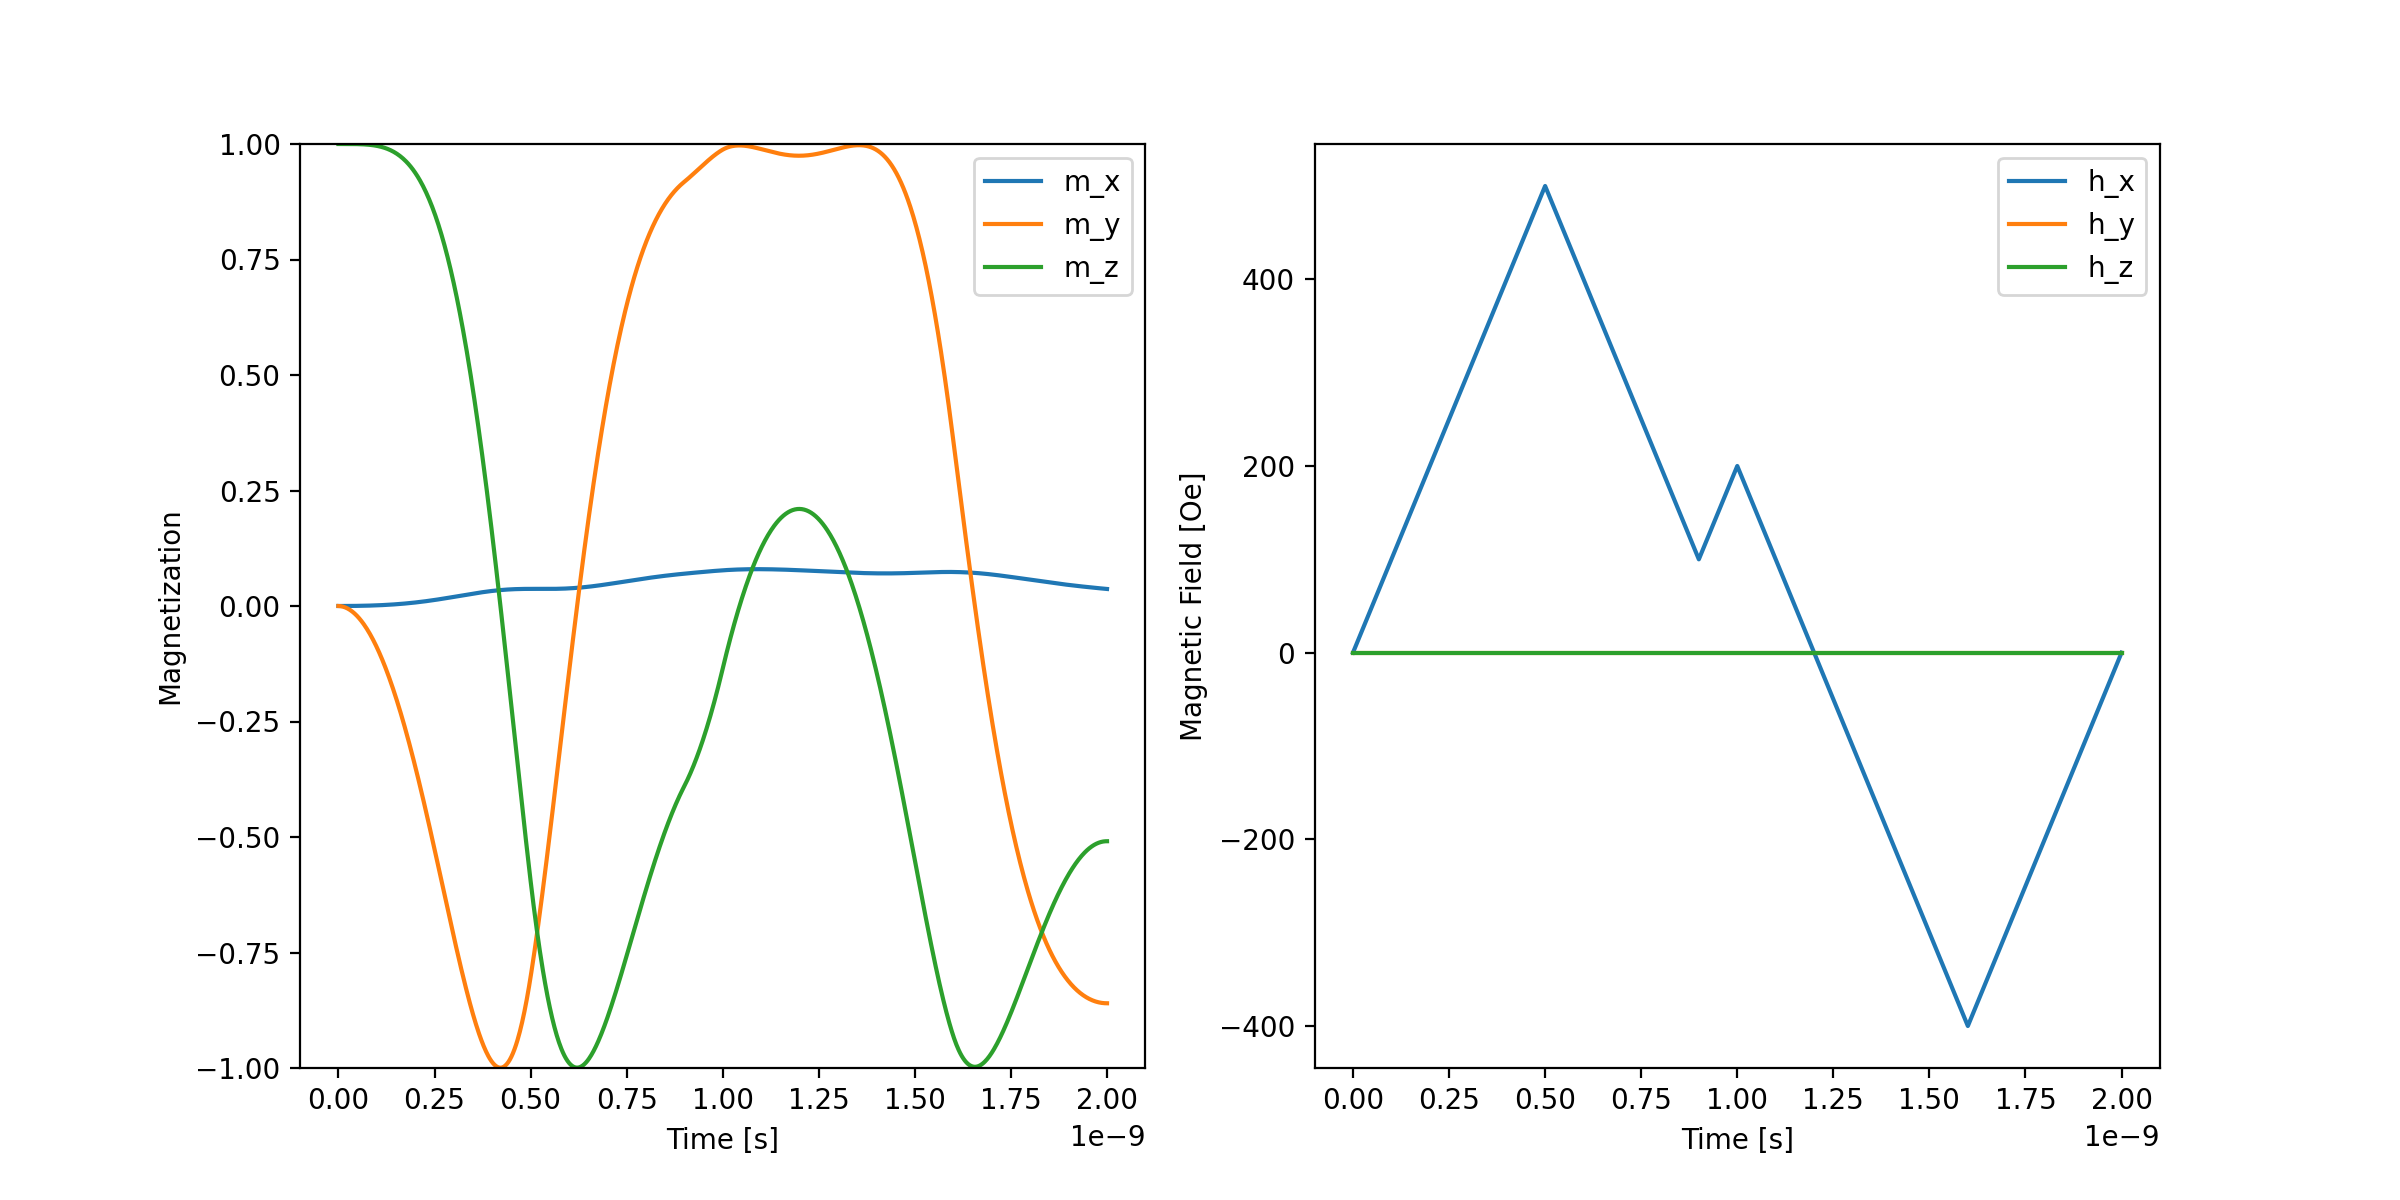 1.00
0.75
0.50
0.25
0.00
−0.25
−0.50
−0.75
−1.00
Magnetization
m_x
m_y
m_z
0.00 0.25 0.50 0.75 1.00 1.25 1.50 1.75 2.00
1e−9
Time [s]
400
200
0
−200
−400
Magnetic Field [Oe]
h_x
h_y
h_z
0.00 0.25 0.50 0.75 1.00 1.25 1.50 1.75 2.00
1e−9
Time [s]